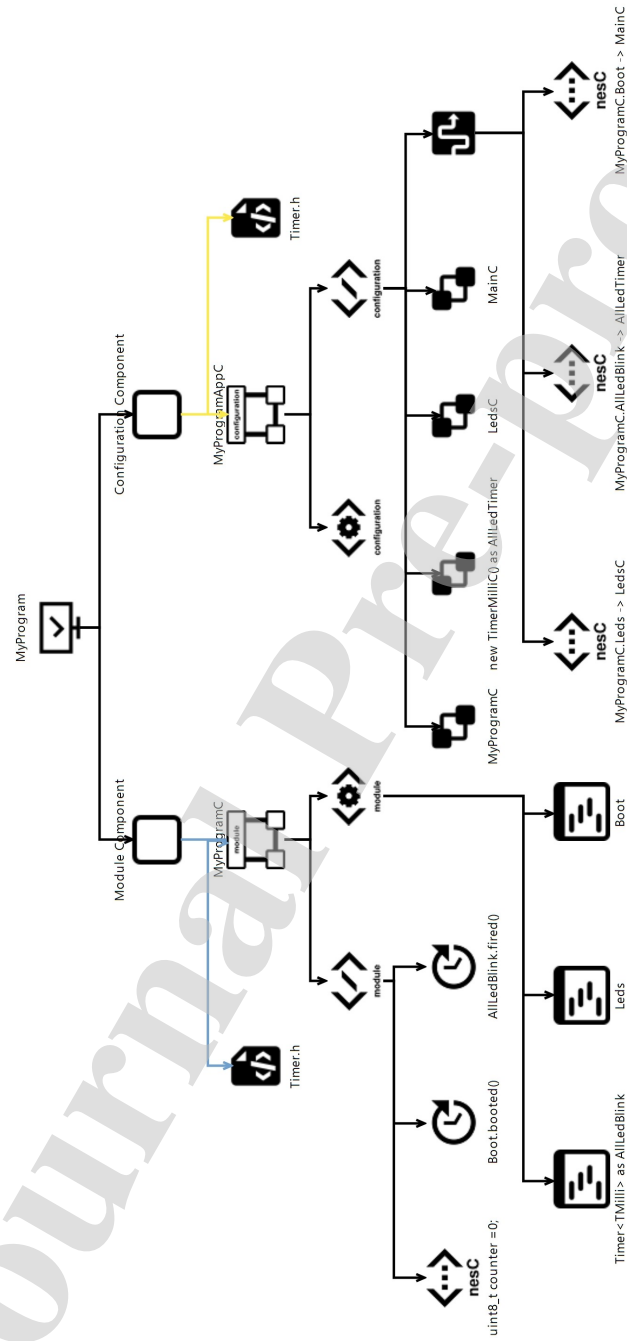 MyProgram
Module Component
Configuration Component
Timer.h
MyProgramC
module
MyProgramAppC
configuration
Timer.h
module
module
configuration
configuration
nesC
uint8_t counter =0;
Boot.booted()
AllLedBlink.fired()
MyProgramC
new TimerMilliC() as AllLedTimer
LedsC
MainC
Timer<TMilli> as AllLedBlink
Leds
Boot
nesC
MyProgramC.Leds -> LedsC
nesC
MyProgramC.AllLedBlink -> AllLedTimer
nesC
MyProgramC.Boot -> MainC
ournal Pre-pro